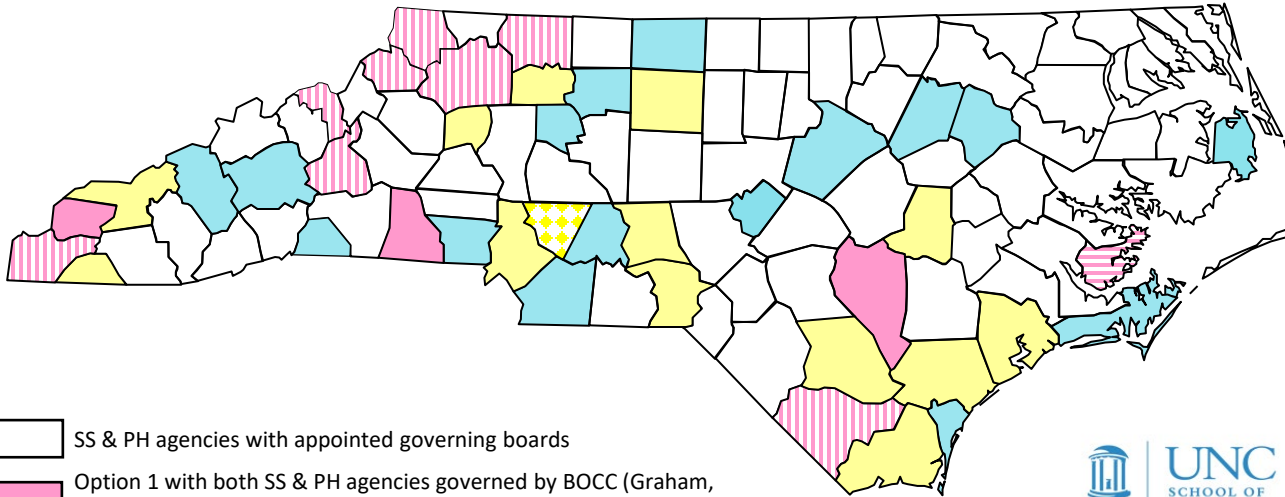 SS & PH agencies with appointed governing boards
Option 1 with both SS & PH agencies governed by BOCC (Graham,
UNC
SCHOOL OF